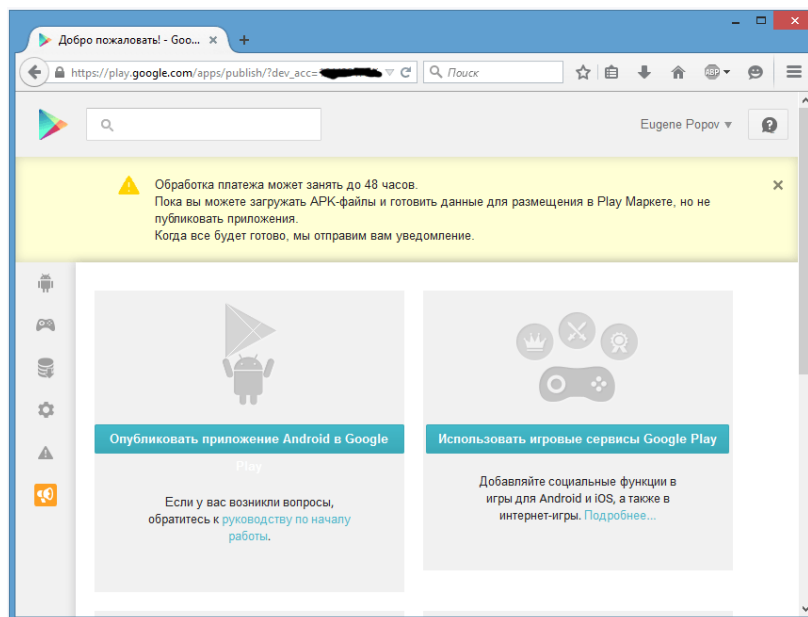 Добро пожаловать! - Goo...
https://play.google.com/apps/publish/?dev_acc=
Поиск
ABP
Eugene Popov
Обработка платежа может занять до 48 часов.
Пока вы можете загружать APK-файлы и готовить данные для размещения в Play Маркете, но не
публиковать приложения.
Когда все будет готово, мы отправим вам уведомление.
Опубликовать приложение Android в Google
Play
Если у вас возникли вопросы,
обратитесь к руководству по началу
работы.
Использовать игровые сервисы Google Play
Добавляйте социальные функции в
игры для Android и iOS, а также в
интернет-игры. Подробнее...